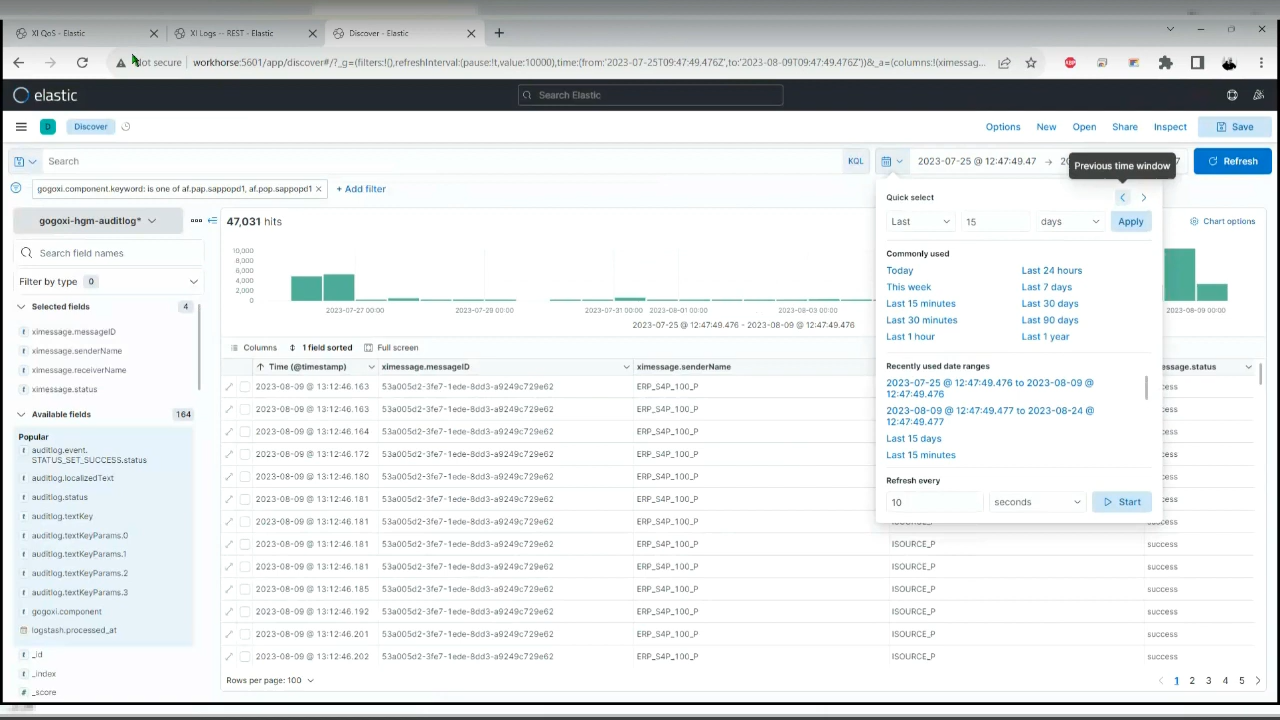 XI QoS - Elastic
XI Logs -- REST - Elastic
Discover - Elastic
Not secure
workhorse:5601/app/discover#/?_g=(filters:!(),refreshInterval:(pause:!t,value:10000),time:(from:'2023-07-25T09:47:49.476Z',to:'2023-08-09T09:47:49.476Z'))&_a=(columns:!(ximessag...
elastic
Search Elastic
D
Discover
Options
New
Open
Share
Inspect
Save
Search
KQL
2023-07-25 @ 12:47:49.47 → 20
7
Refresh
Previous time window
gogoxi.component.keyword: is one of af.pap.sappopd1, af.pop.sappopd1 ×
+ Add filter
gogoxi-hgm-auditlog*
Search field names
Filter by type 0
Selected fields 4
ximessage.messageID
ximessage.senderName
ximessage.receiverName
ximessage.status
Available fields 164
Popular
auditlog.event.
STATUS_SET_SUCCESS.status
auditlog.localizedText
auditlog.status
auditlog.textKey
auditlog.textKeyParams.0
auditlog.textKeyParams.1
auditlog.textKeyParams.2
auditlog.textKeyParams.3
gogoxi.component
logstash.processed_at
_id
_index
_score
47,031 hits
Chart options
10,000
8,000
6,000
4,000
2,000
0
2023-07-27 00:00
2023-07-29 00:00
2023-07-31 00:00
2023-08-01 00:00
2023-08-03 00:00
2023-08-09 00:00
2023-07-25 @ 12:47:49.476 - 2023-08-09 @ 12:47:49.476
Columns
1 field sorted
Full screen
Time (@timestamp) ximessage.messageID ximessage.senderName essage.status
2023-08-09 @ 13:12:46.163 53a005d2-3fe7-1ede-8dd3-a9249c729e62 ERP_S4P_100_P cess
2023-08-09 @ 13:12:46.163 53a005d2-3fe7-1ede-8dd3-a9249c729e62 ERP_S4P_100_P cess
2023-08-09 @ 13:12:46.164 53a005d2-3fe7-1ede-8dd3-a9249c729e62 ERP_S4P_100_P cess
2023-08-09 @ 13:12:46.172 53a005d2-3fe7-1ede-8dd3-a9249c729e62 ERP_S4P_100_P cess
2023-08-09 @ 13:12:46.180 53a005d2-3fe7-1ede-8dd3-a9249c729e62 ERP_S4P_100_P cess
2023-08-09 @ 13:12:46.181 53a005d2-3fe7-1ede-8dd3-a9249c729e62 ERP_S4P_100_P cess
2023-08-09 @ 13:12:46.181 53a005d2-3fe7-1ede-8dd3-a9249c729e62 ERP_S4P_100_P ISOURCE_P success
2023-08-09 @ 13:12:46.181 53a005d2-3fe7-1ede-8dd3-a9249c729e62 ERP_S4P_100_P ISOURCE_P success
2023-08-09 @ 13:12:46.181 53a005d2-3fe7-1ede-8dd3-a9249c729e62 ERP_S4P_100_P ISOURCE_P success
2023-08-09 @ 13:12:46.185 53a005d2-3fe7-1ede-8dd3-a9249c729e62 ERP_S4P_100_P ISOURCE_P success
2023-08-09 @ 13:12:46.192 53a005d2-3fe7-1ede-8dd3-a9249c729e62 ERP_S4P_100_P ISOURCE_P success
2023-08-09 @ 13:12:46.201 53a005d2-3fe7-1ede-8dd3-a9249c729e62 ERP_S4P_100_P ISOURCE_P success
2023-08-09 @ 13:12:46.202 53a005d2-3fe7-1ede-8dd3-a9249c729e62 ERP_S4P_100_P ISOURCE_P success
Rows per page: 100
1 2 3 4 5
Quick select
Last 15 days Apply
Commonly used
Today Last 24 hours
This week Last 7 days
Last 15 minutes Last 30 days
Last 30 minutes Last 90 days
Last 1 hour Last 1 year
Recently used date ranges
2023-07-25 @ 12:47:49.476 to 2023-08-09 @
12:47:49.476
2023-08-09 @ 12:47:49.477 to 2023-08-24 @
12:47:49.477
Last 15 days
Last 15 minutes
Refresh every
10 seconds Start